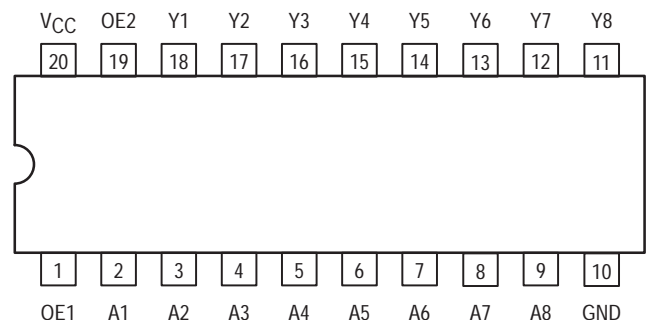 VCC OE2 Y1 Y2 Y3 Y4 Y5 Y6 Y7 Y8
20 19 18 17 16 15 14 13 12 11
1 2 3 4 5 6 7 8 9 10
OE1 A1 A2 A3 A4 A5 A6 A7 A8 GND